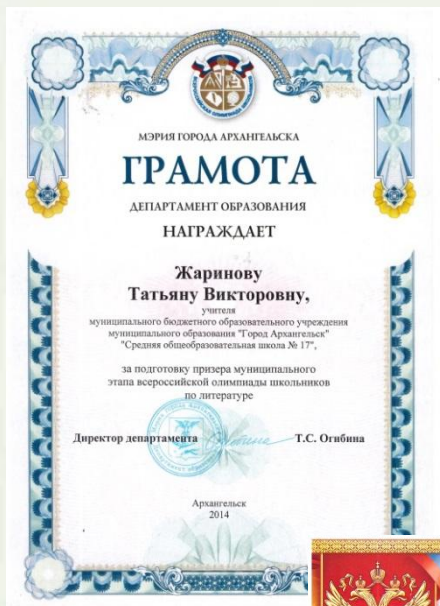 МЭРИЯ ГОРОДА АРХАНГЕЛЬСКА
ГРАМОТА
ДЕПАРТАМЕНТ ОБРАЗОВАНИЯ
НАГРАЖДАЕТ
Жаринову
Татьяну Викторовну,
учителя
муниципального бюджетного образовательного учреждения
муниципального образования "Город Архангельск"
"Средняя общеобразовательная школа № 17",
за подготовку призера муниципального
этапа всероссийской олимпиады школьников
по литературе
Директор департамента Т.С. Огибина
Архангельск
2014